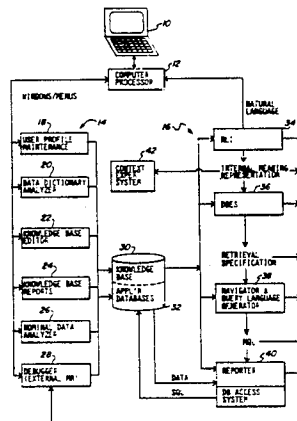 10
12
COMPUTER
PROCESSOR
WINDOWS/MENUS
NATURAL
LANGUAGE
18
14
16
34
USER PROFILE
MAINTENANCE
42
NLI
20
CONTEXT
EXPERT
SYSTEM
INTERNAL MEANING
REPRESENTATION
36
DATA DICTIONARY
ANALYZER
DBES
22
30
KNOWLEDGE BASE
EDITOR
RETRIEVAL
SPECIFICATION
38
24
KNOWLEDGE
BASE
KNOWLEDGE BASE
REPORTS
APPL'N
DATABASES
32
NAVIGATOR &
QUERY LANGUAGE
GENERATOR
26
NOMINAL DATA
ANALYZER
28
40
DATA
REPORTER
DEBUGGER
SQL
DB ACCESS
SYSTEM